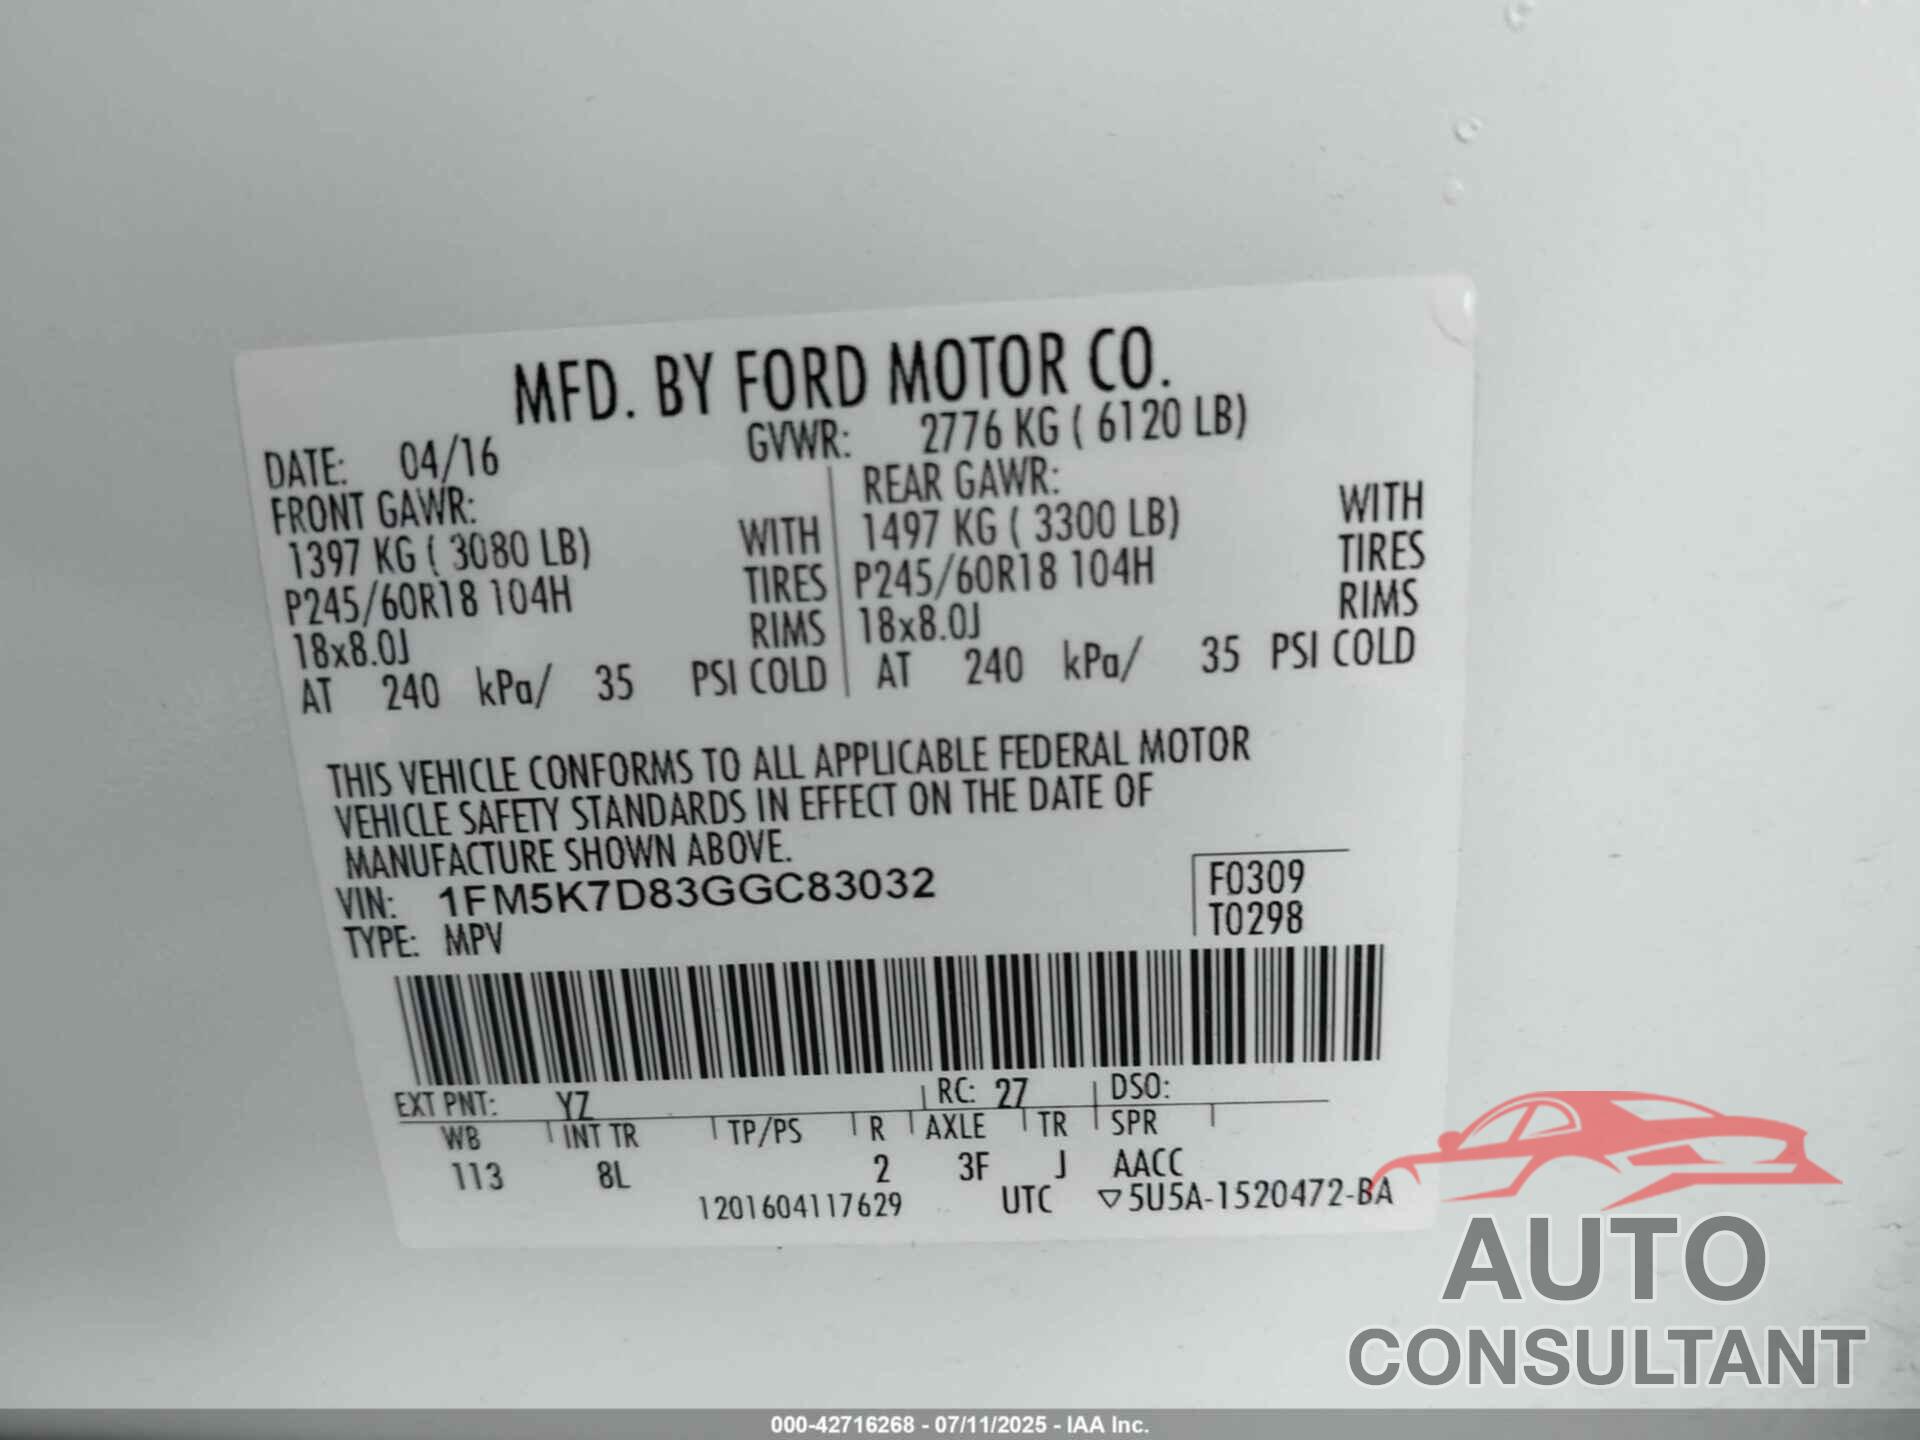 MFD. BY FORD MOTOR CO.
DATE: 04/16 GVWR: 2776 KG ( 6120 LB)
FRONT GAWR: REAR GAWR:
1397 KG ( 3080 LB) WITH 1497 KG ( 3300 LB) WITH
P245/60R18 104H TIRES P245/60R18 104H TIRES
18x8.0J RIMS 18x8.0J RIMS
AT 240 kPa/ 35 PSI COLD AT 240 kPa/ 35 PSI COLD
THIS VEHICLE CONFORMS TO ALL APPLICABLE FEDERAL MOTOR
VEHICLE SAFETY STANDARDS IN EFFECT ON THE DATE OF
MANUFACTURE SHOWN ABOVE.
VIN: 1FM5K7D83GGC83032 F0309
TYPE: MPV T0298
EXT PNT: YZ RC: 27 DSO:
WB INT TR TP/PS R AXLE TR SPR
113 8L 2 3F J AACC
1201604117629 UTC ▽5U5A-1520472-BA
AUTO
CONSULTANT
000-42716268 - 07/11/2025 - IAA Inc.